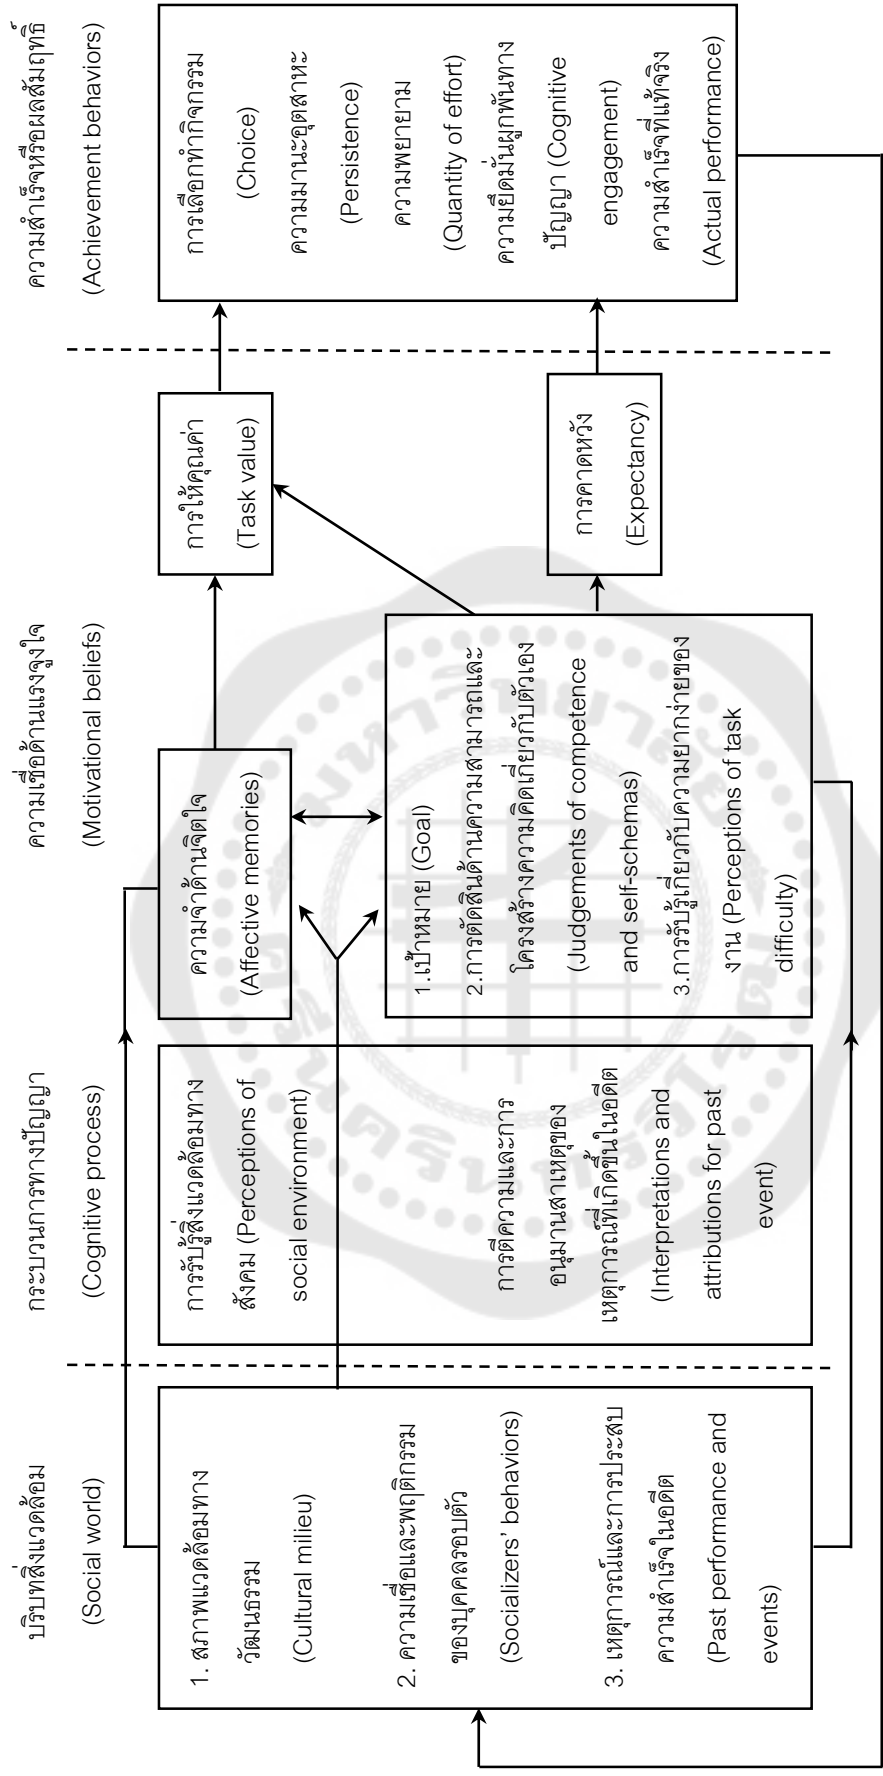 บริบทสิ่งแวดล้อม
(Social world)
1. สภาพแวดล้อมทาง
วัฒนธรรม
(Cultural milieu)
2. ความเชื่อและพฤติกรรม
ของบุคคลรอบตัว
(Socializers’ behaviors)
3. เหตุการณ์และการประสบ
ความสำเร็จในอดีต
(Past performance and
events)
กระบวนการทางปัญญา
(Cognitive process)
การรับรู้สิ่งแวดล้อมทาง
สังคม (Perceptions of
social environment)
การตีความและการ
อนุมานสาเหตุของ
เหตุการณ์ที่เกิดขึ้นในอดีต
(Interpretations and
attributions for past
event)
ความเชื่อด้านแรงจูงใจ
(Motivational beliefs)
ความจำด้านจิตใจ
(Affective memories)
1.เป้าหมาย (Goal)
2.การตัดสินด้านความสามารถและ
โครงสร้างความคิดเกี่ยวกับตัวเอง
(Judgements of competence
and self-schemas)
3.การรับรู้เกี่ยวกับความยากง่ายของ
งาน (Perceptions of task
difficulty)
การให้คุณค่า
(Task value)
การคาดหวัง
(Expectancy)
ความสำเร็จหรือผลสัมฤทธิ์
(Achievement behaviors)
การเลือกทำกิจกรรม
(Choice)
ความมานะอุตสาหะ
(Persistence)
ความพยายาม
(Quantity of effort)
ความยึดมั่นผูกพันทาง
ปัญญา (Cognitive
engagement)
ความสำเร็จที่แท้จริง
(Actual performance)
มหาวิทยาลัย
ศรีนครินทรวิโรฒ